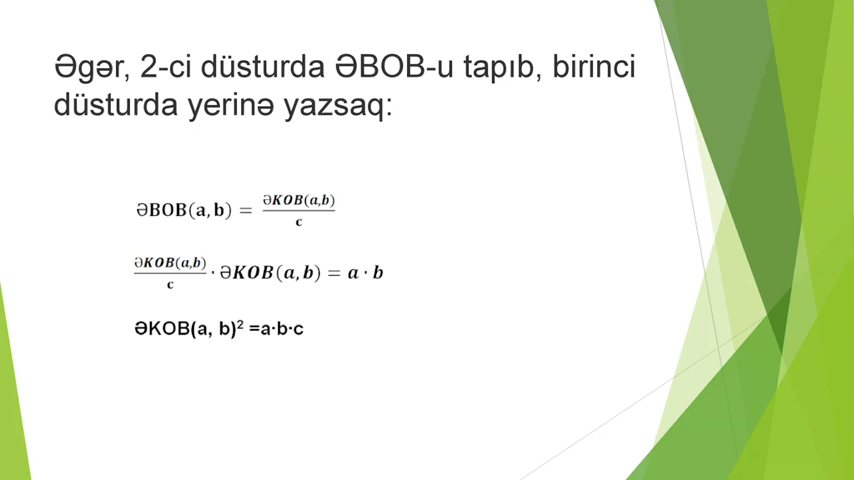 Əgər, 2-ci düsturda ƏBOB-u tapıb, birinci
düsturda yerinə yazsaq:
ƏBOB(a,b) = ƏKOB(a,b)/c
ƏKOB(a,b)/c · ƏKOB(a,b) = a · b
ƏKOB(a, b)² =a·b·c